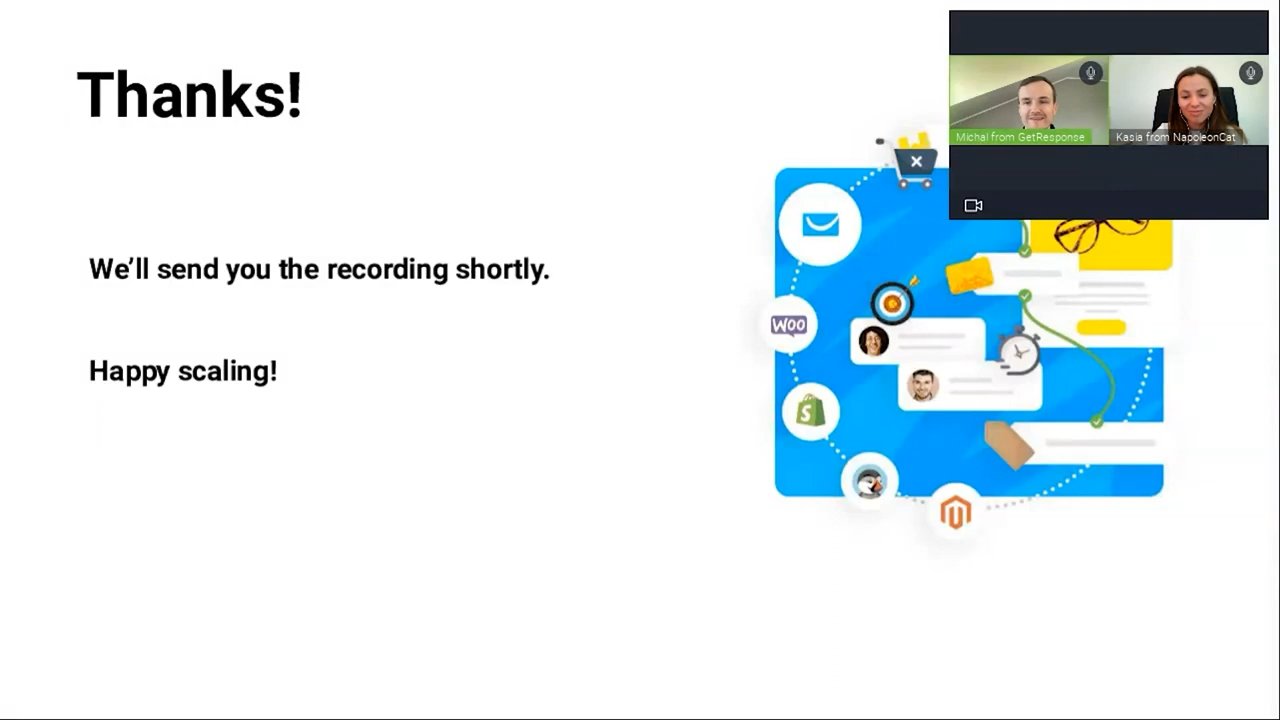 Thanks!
Michal from GetResponse
Kasia from NapoleonCat
We’ll send you the recording shortly.
WOO
Happy scaling!
S